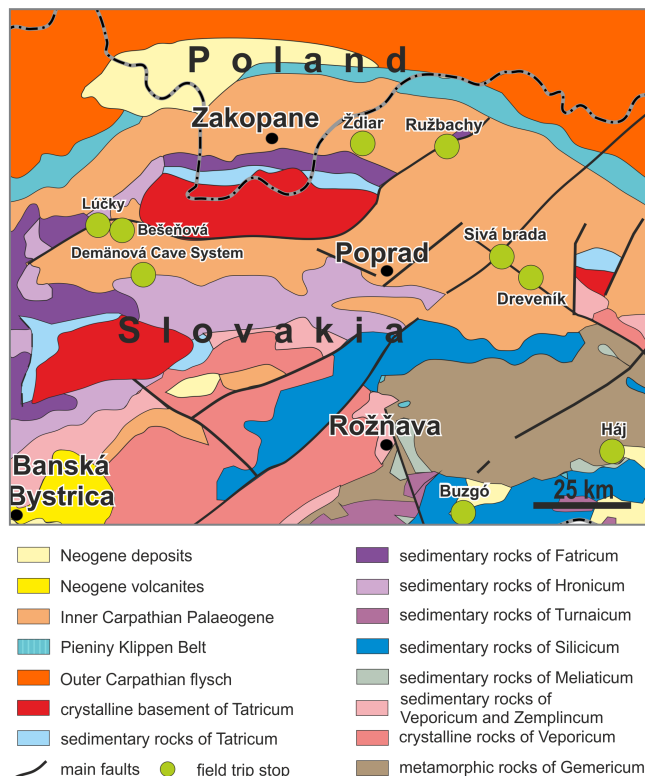 Poland
Zakopane
Ždiar
Ružbachy
Lúčky
Bešeňová
Demänová Cave System
Poprad
Sivá brada
Dreveník
Slovakia
Rožňava
Háj
Banská
Bystrica
Buzgó
25 km
Neogene deposits
Neogene volcanites
Inner Carpathian Palaeogene
Pieniny Klippen Belt
Outer Carpathian flysch
crystalline basement of Tatricum
sedimentary rocks of Tatricum
main faults
field trip stop
sedimentary rocks of Fatricum
sedimentary rocks of Hronicum
sedimentary rocks of Turnaicum
sedimentary rocks of Silicicum
sedimentary rocks of Meliaticum
sedimentary rocks of
Veporicum and Zemplincum
crystalline rocks of Veporicum
metamorphic rocks of Gemericum